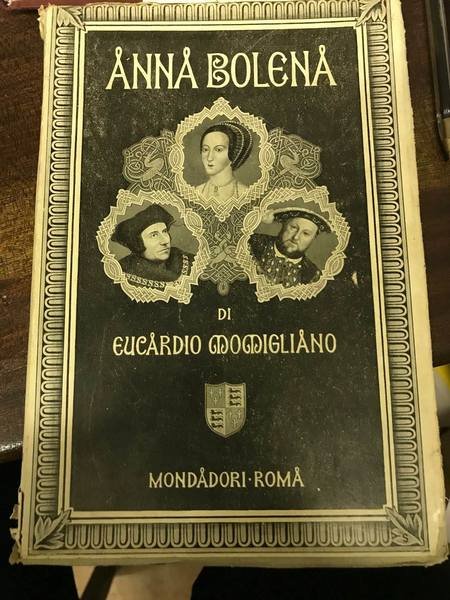 ANNA BOLENA
DI
EUCARDIO MOMIGLIANO
MONDADORI · ROMA